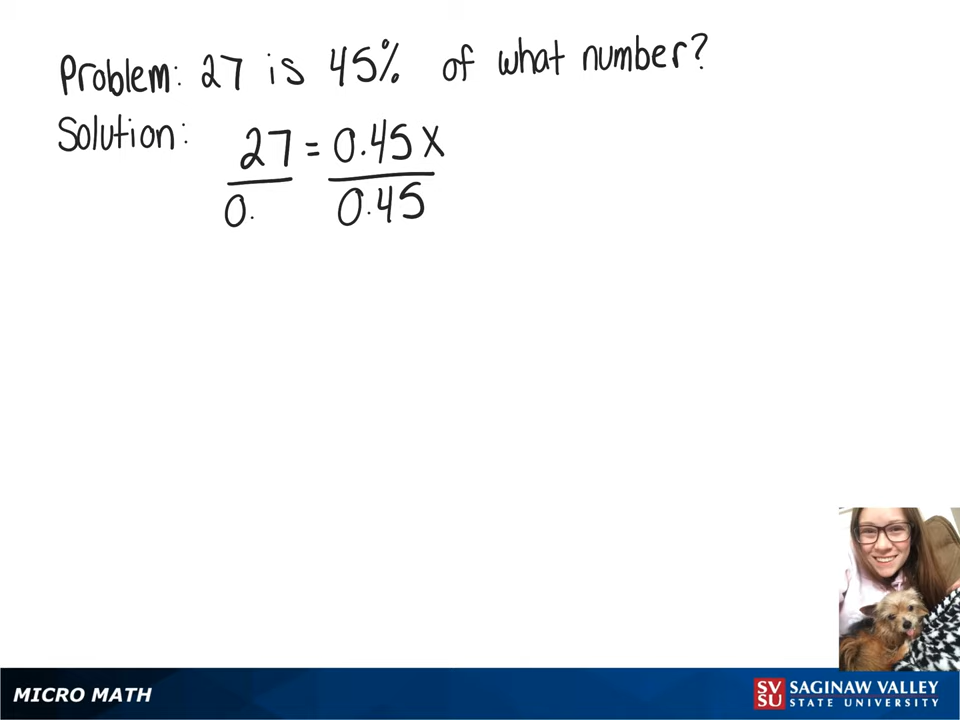 Problem: 27 is 45% of what number?
Solution:
27 = 0.45x
0. 0.45
MICRO MATH
SV SU SAGINAW VALLEY
STATE UNIVERSITY